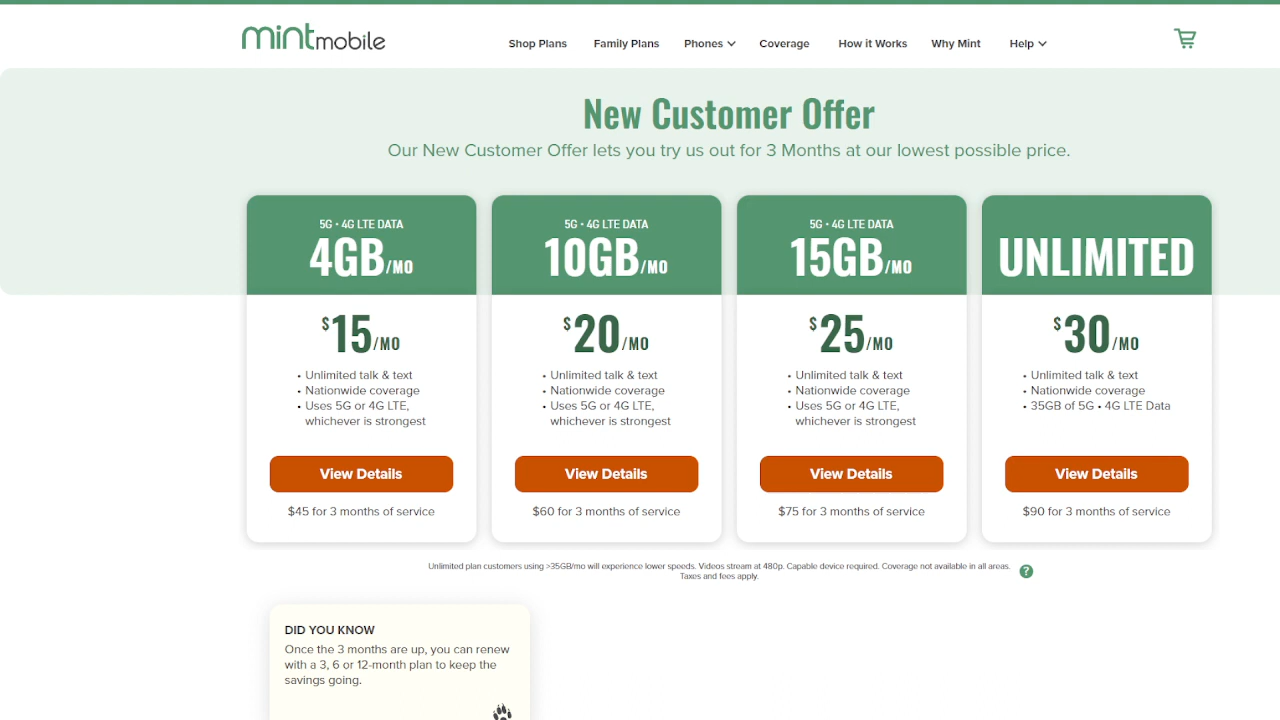 mintmobile
Shop Plans
Family Plans
Phones
Coverage
How it Works
Why Mint
Help
New Customer Offer
Our New Customer Offer lets you try us out for 3 Months at our lowest possible price.
5G • 4G LTE DATA
4GB/MO
$15/MO
• Unlimited talk & text
• Nationwide coverage
• Uses 5G or 4G LTE,
whichever is strongest
View Details
$45 for 3 months of service
5G • 4G LTE DATA
10GB/MO
$20/MO
• Unlimited talk & text
• Nationwide coverage
• Uses 5G or 4G LTE,
whichever is strongest
View Details
$60 for 3 months of service
5G • 4G LTE DATA
15GB/MO
$25/MO
• Unlimited talk & text
• Nationwide coverage
• Uses 5G or 4G LTE,
whichever is strongest
View Details
$75 for 3 months of service
UNLIMITED
$30/MO
• Unlimited talk & text
• Nationwide coverage
• 35GB of 5G • 4G LTE Data
View Details
$90 for 3 months of service
Unlimited plan customers using >35GB/mo will experience lower speeds. Videos stream at 480p. Capable device required. Coverage not available in all areas.
Taxes and fees apply.
?
DID YOU KNOW
Once the 3 months are up, you can renew
with a 3, 6 or 12-month plan to keep the
savings going.